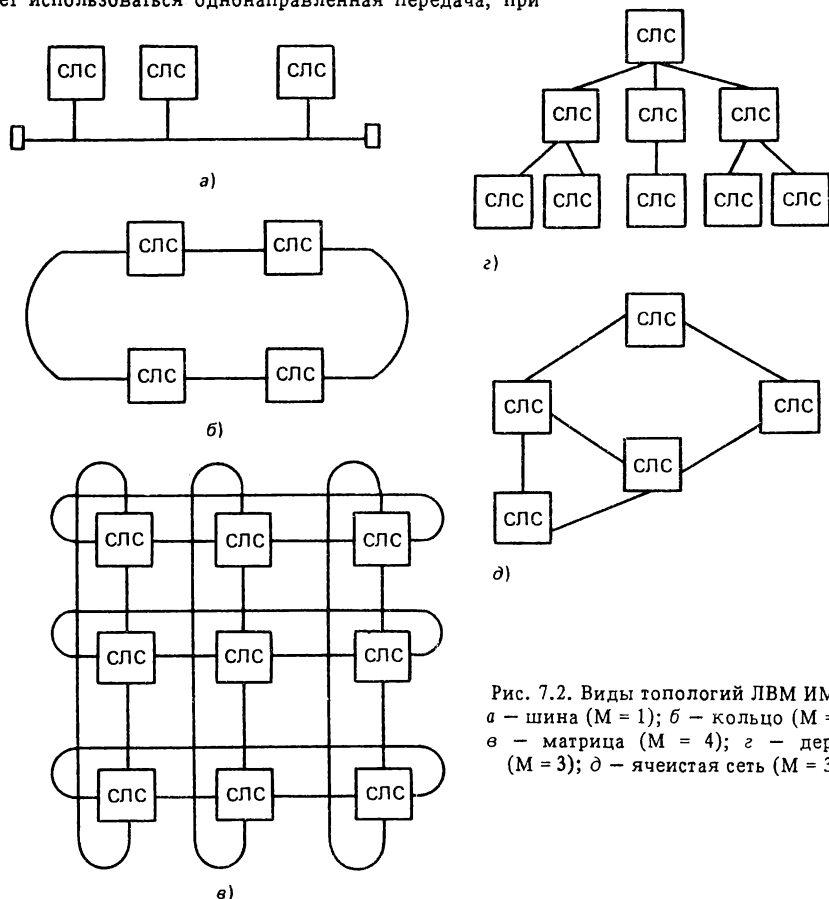 использоваться однонаправленная передача, при
СЛС
СЛС СЛС СЛС
а)
СЛС СЛС СЛС
СЛС СЛС СЛС СЛС СЛС
г)
СЛС СЛС
СЛС СЛС
б)
СЛС
СЛС СЛС
СЛС
СЛС
д)
СЛС СЛС СЛС
СЛС СЛС СЛС
СЛС СЛС СЛС
в)
Рис. 7.2. Виды топологий ЛВМ ИМ
а — шина (М = 1); б — кольцо (М =
в — матрица (М = 4); г — дер
(М = 3); д — ячеистая сеть (М = 3